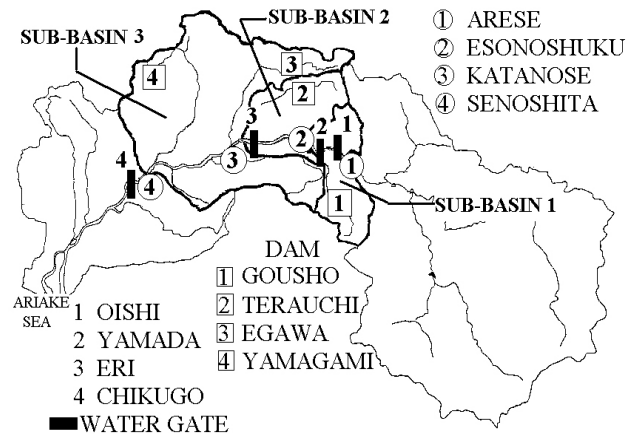 SUB-BASIN 2
① ARESE
SUB-BASIN 3
② ESONOSHUKU
③ KATANOSE
④ SENOSHITA
4
3
2
1
3
2
2
3
1
4
4
1
1
SUB-BASIN 1
DAM
1 GOUSHO
2 TERAUCHI
3 EGAWA
4 YAMAGAMI
ARIAKE
SEA
1 OISHI
2 YAMADA
3 ERI
4 CHIKUGO
WATER GATE